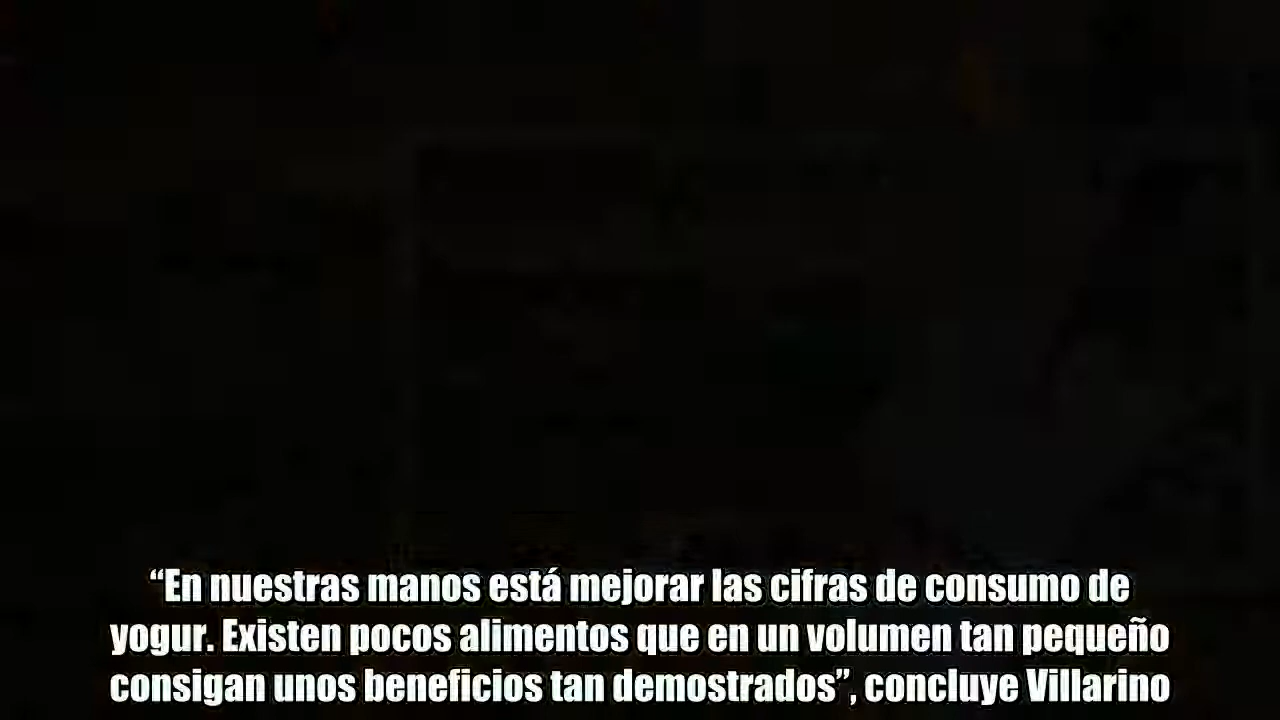 “En nuestras manos está mejorar las cifras de consumo de
yogur. Existen pocos alimentos que en un volumen tan pequeño
consigan unos beneficios tan demostrados”, concluye Villarino